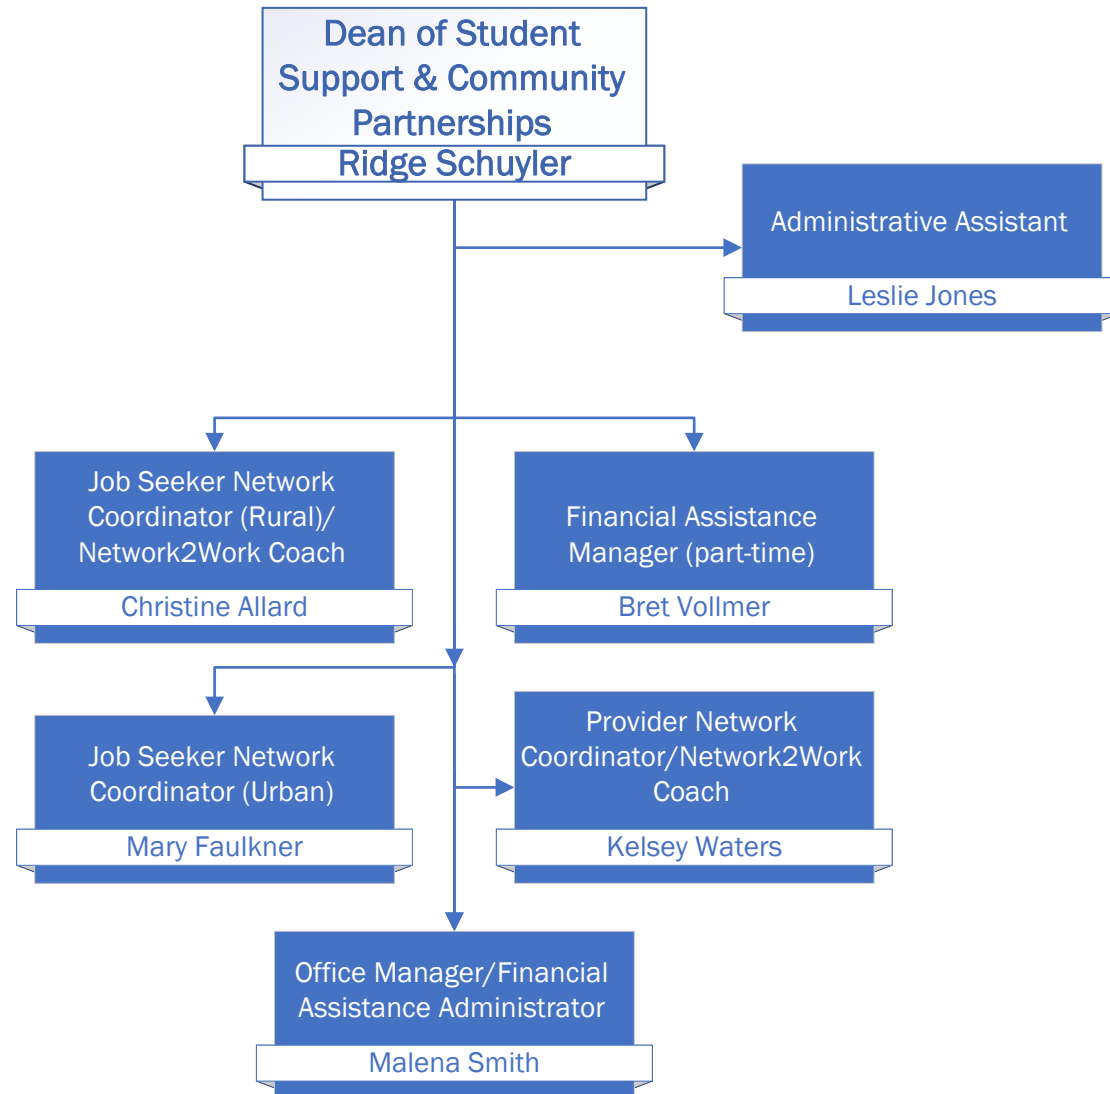 Dean of Student
Support & Community
Partnerships
Ridge Schuyler
Administrative Assistant
Leslie Jones
Job Seeker Network
Coordinator (Rural)/
Network2Work Coach
Christine Allard
Financial Assistance
Manager (part-time)
Bret Vollmer
Job Seeker Network
Coordinator (Urban)
Mary Faulkner
Provider Network
Coordinator/Network2Work
Coach
Kelsey Waters
Office Manager/Financial
Assistance Administrator
Malena Smith